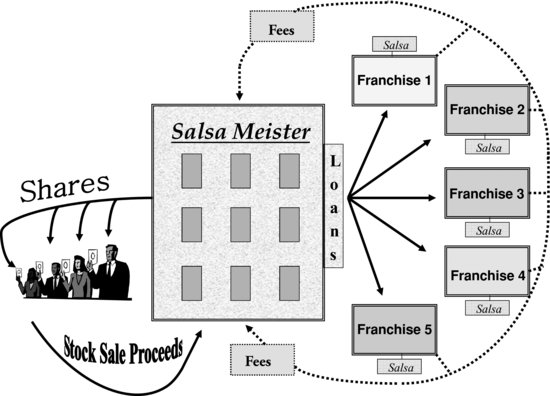 Fees
Salsa
Franchise 1
Salsa
Franchise 2
Salsa
Salsa Meister
Loans
Shares
Franchise 3
Salsa
Franchise 4
Salsa
Franchise 5
Salsa
Stock Sale Proceeds
Fees